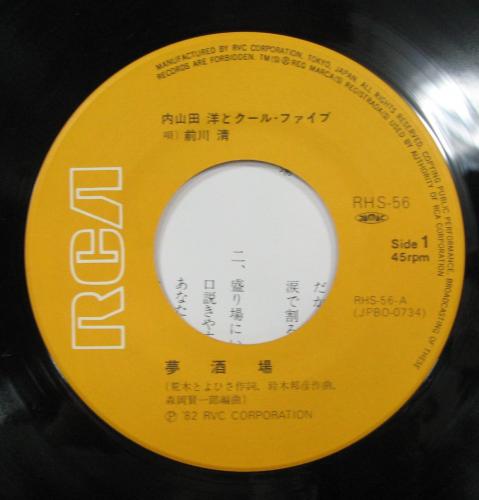 MANUFACTURED BY RVC CORPORATION, TOKYO, JAPAN. ALL RIGHTS RESERVED. COPYING PUBLIC PERFORMANCE, BROADCASTING OF THESE
RECORDS ARE FORBIDDEN. TM(S)® RED MARCA(S) REGISTRADA(S) USED BY AUTHORITY OF RCA CORPORATION
内山田 洋とクール・ファイブ
唄) 前川 清
RCA
RHS-56
Side 1
45rpm
RHS-56-A
(JPBO-0734)
だが
涙で割
二、盛り場にい
口説きや
あなた
夢 酒 場
(荒木とよひさ作詞, 鈴木邦彦作曲,
森岡賢一郎編曲)
Ⓟ '82 RVC CORPORATION